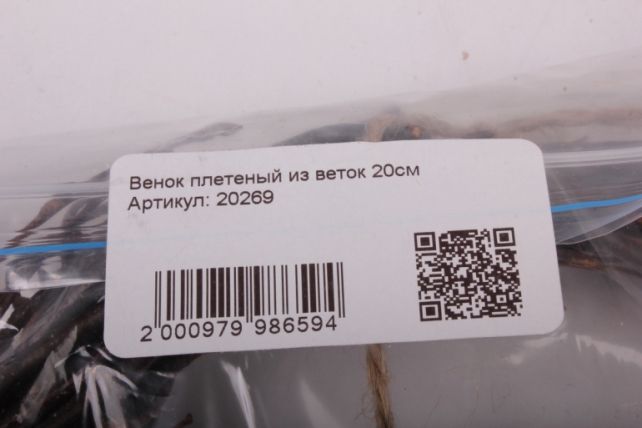 Венок плетеный из веток 20см
Артикул: 20269
2 000979 986594